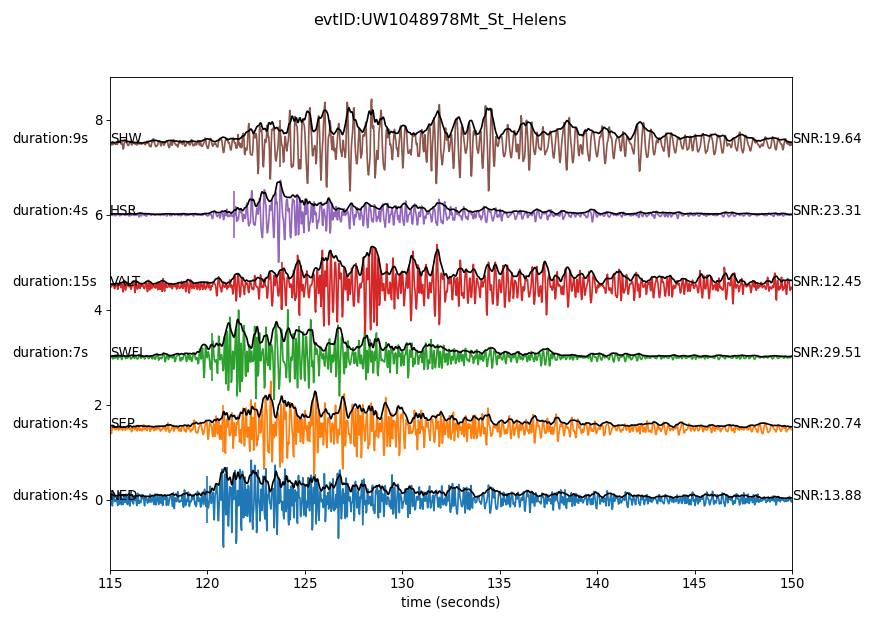 evtID:UW1048978Mt_St_Helens
8
duration:9s SHW SNR:19.64
duration:4s HSR SNR:23.31
6
duration:15s VALT SNR:12.45
4
duration:7s SWFL SNR:29.51
2
duration:4s SEP SNR:20.74
duration:4s NED SNR:13.88
0
115 120 125 130 135 140 145 150
time (seconds)